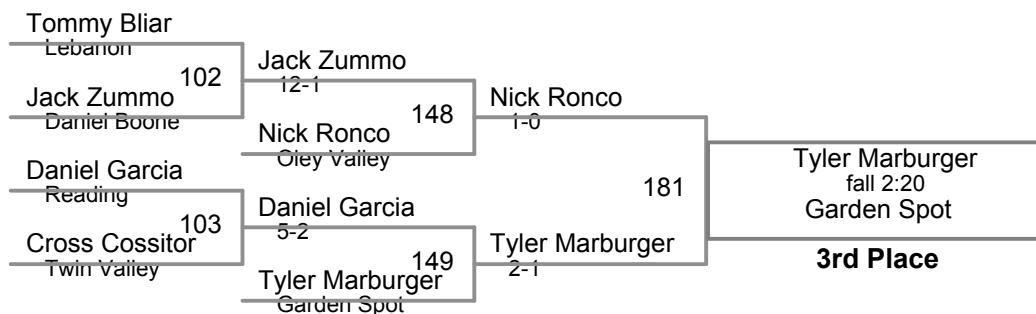 Tommy Bliar
Lebanon
102
Jack Zummo
Daniel Boone
Jack Zummo
12-1
148
Nick Ronco
Oley Valley
Nick Ronco
1-0
Daniel Garcia
Reading
103
Cross Cossitor
Twin Valley
Daniel Garcia
5-2
149
Tyler Marburger
Garden Spot
Tyler Marburger
2-1
181
Tyler Marburger
fall 2:20
Garden Spot
3rd Place